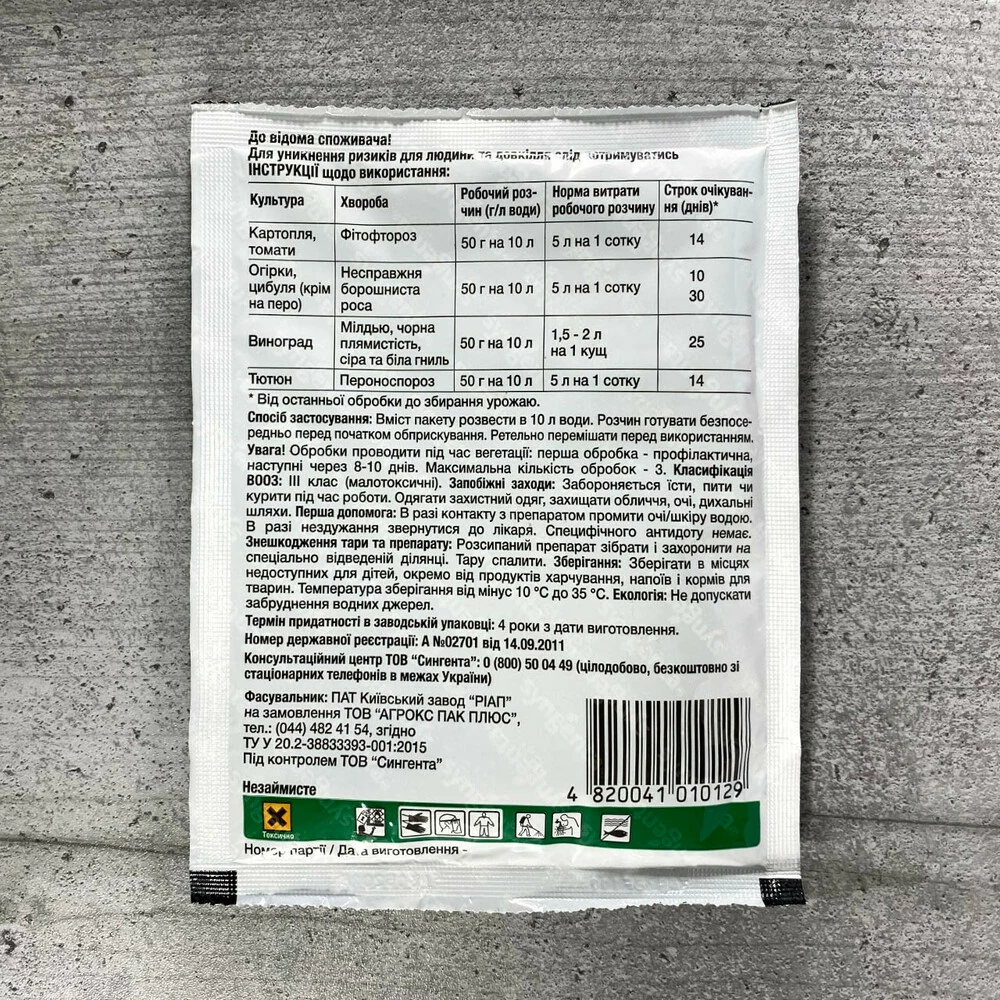 До відома споживача!
Для уникнення ризиків для людини та довкілля слід дотримуватись
ІНСТРУКЦІЇ щодо використання:
Культура Хвороба Робочий роз-чин (г/л води) Норма витрати робочого розчину Строк очікуван-ня (днів)*
Картопля, томати Фітофтороз 50 г на 10 л 5 л на 1 сотку 14
Огірки, цибуля (крім на перо) Несправжня борошниста роса 50 г на 10 л 5 л на 1 сотку 10 30
Виноград Мілдью, чорна плямистість, сіра та біла гниль 50 г на 10 л 1,5 - 2 л на 1 кущ 25
Тютюн Пероноспороз 50 г на 10 л 5 л на 1 сотку 14
* Від останньої обробки до збирання урожаю.
Спосіб застосування: Вміст пакету розвести в 10 л води. Розчин готувати безпосе-
редньо перед початком обприскування. Ретельно перемішати перед використанням.
Увага! Обробки проводити під час вегетації: перша обробка - профілактична,
наступні через 8-10 днів. Максимальна кількість обробок - 3. Класифікація
ВООЗ: III клас (малотоксичні). Запобіжні заходи: Забороняється їсти, пити чи
курити під час роботи. Одягати захистний одяг, захищати обличчя, очі, дихальні
шляхи. Перша допомога: В разі контакту з препаратом промити очі/шкіру водою.
В разі нездужання звернутися до лікаря. Специфічного антидоту немає.
Знешкодження тари та препарату: Розсипаний препарат зібрати і захоронити на
спеціально відведеній ділянці. Тару спалити. Зберігання: Зберігати в місцях
недоступних для дітей, окремо від продуктів харчування, напоїв і кормів для
тварин. Температура зберігання від мінус 10 °С до 35 °С. Екологія: Не допускати
забруднення водних джерел.
Термін придатності в заводській упаковці: 4 роки з дати виготовлення.
Номер державної реєстрації: А №02701 від 14.09.2011
Консультаційний центр ТОВ “Сингента”: 0 (800) 50 04 49 (цілодобово, безкоштовно зі
стаціонарних телефонів в межах України)
Фасувальник: ПАТ Київський завод “РІАП”
на замовлення ТОВ “АГРОКС ПАК ПЛЮС”,
тел.: (044) 482 41 54, згідно
ТУ У 20.2-38833393-001:2015
Під контролем ТОВ “Сингента”
4 820041 010129
Незаймисте
Токсично
Номер партії / Дата виготовлення -